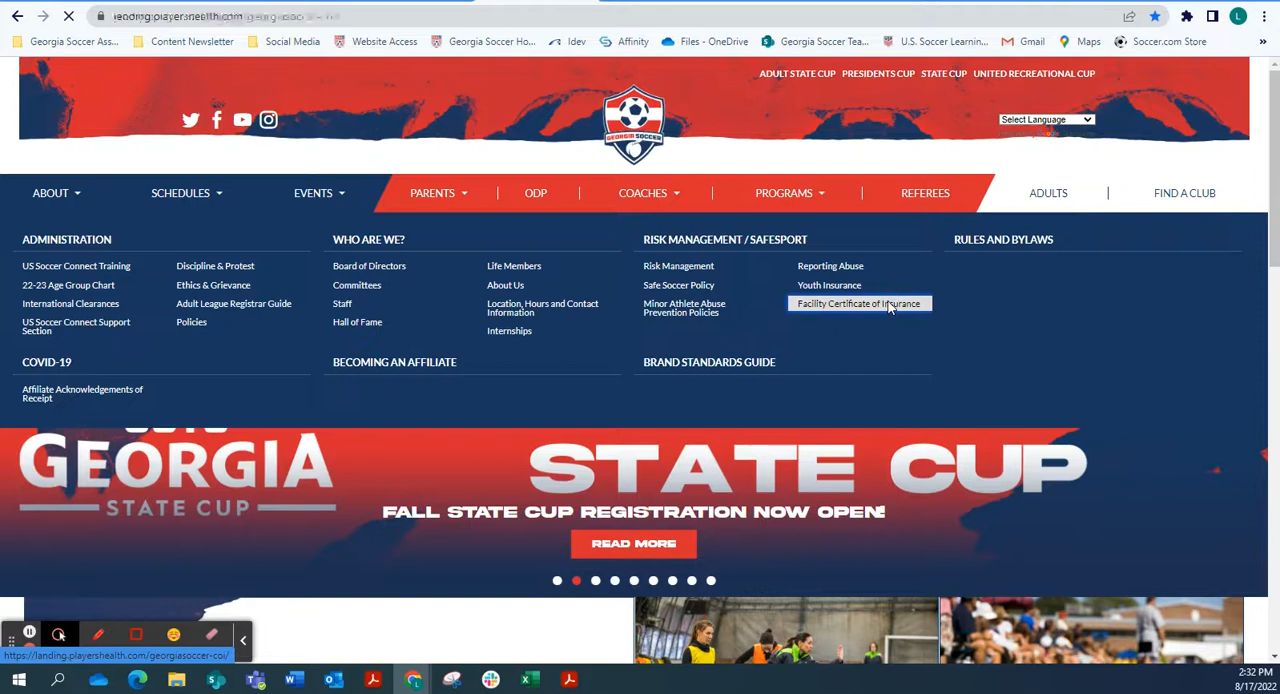 Georgia Soccer Ass...
Content Newsletter
Social Media
Website Access
Georgia Soccer Ho...
Idev
Affinity
Files - OneDrive
Georgia Soccer Tea...
U.S. Soccer Learnin...
Gmail
Maps
Soccer.com Store
»
L
ADULT STATE CUP PRESIDENTS CUP STATE CUP UNITED RECREATIONAL CUP
Select Language
GEORGIA SOCCER
ABOUT SCHEDULES EVENTS PARENTS ODP COACHES PROGRAMS REFEREES ADULTS FIND A CLUB
ADMINISTRATION
US Soccer Connect Training
22-23 Age Group Chart
International Clearances
US Soccer Connect Support
Section
Discipline & Protest
Ethics & Grievance
Adult League Registrar Guide
Policies
WHO ARE WE?
Board of Directors
Committees
Staff
Hall of Fame
Life Members
About Us
Location, Hours and Contact
Information
Internships
RISK MANAGEMENT / SAFESPORT
Risk Management
Safe Soccer Policy
Minor Athlete Abuse
Prevention Policies
Reporting Abuse
Youth Insurance
Facility Certificate of Insurance
RULES AND BYLAWS
COVID-19
Affiliate Acknowledgements of
Receipt
BECOMING AN AFFILIATE
BRAND STANDARDS GUIDE
GEORGIA
STATE CUP
STATE CUP
FALL STATE CUP REGISTRATION NOW OPEN!
READ MORE
https://landing.playershealth.com/georgiasoccer-coi/
2:32 PM
8/17/2022